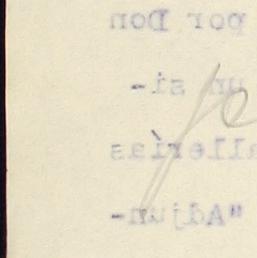 por Don
un si-
allerías
"Adjun-